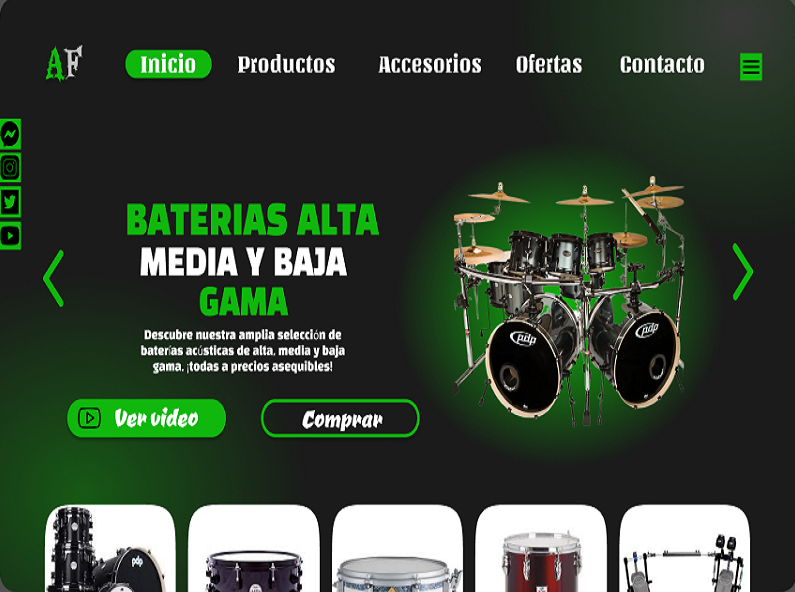 AF
Inicio Productos Accesorios Ofertas Contacto
BATERIAS ALTA
MEDIA Y BAJA
GAMA
Descubre nuestra amplia selección de
baterías acústicas de alta, media y baja
gama, ¡todas a precios asequibles!
Ver video Comprar
pdp pdp
pdp